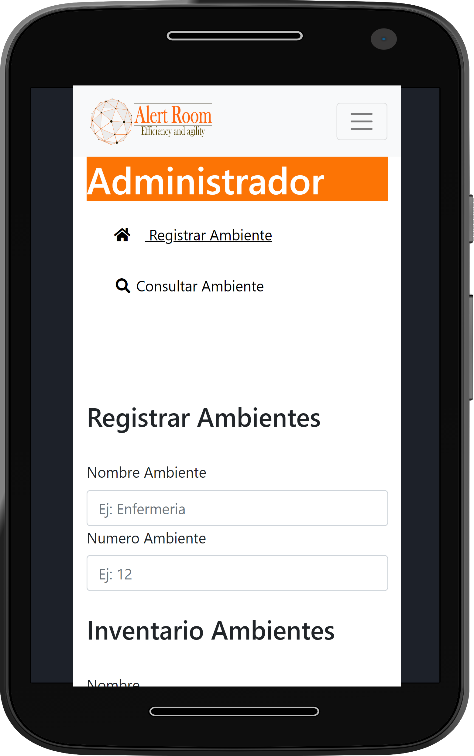 Alert Room
Efficiency and agility
Administrador
Registrar Ambiente
Consultar Ambiente
Registrar Ambientes
Nombre Ambiente
Ej: Enfermeria
Numero Ambiente
Ej: 12
Inventario Ambientes
Nombre